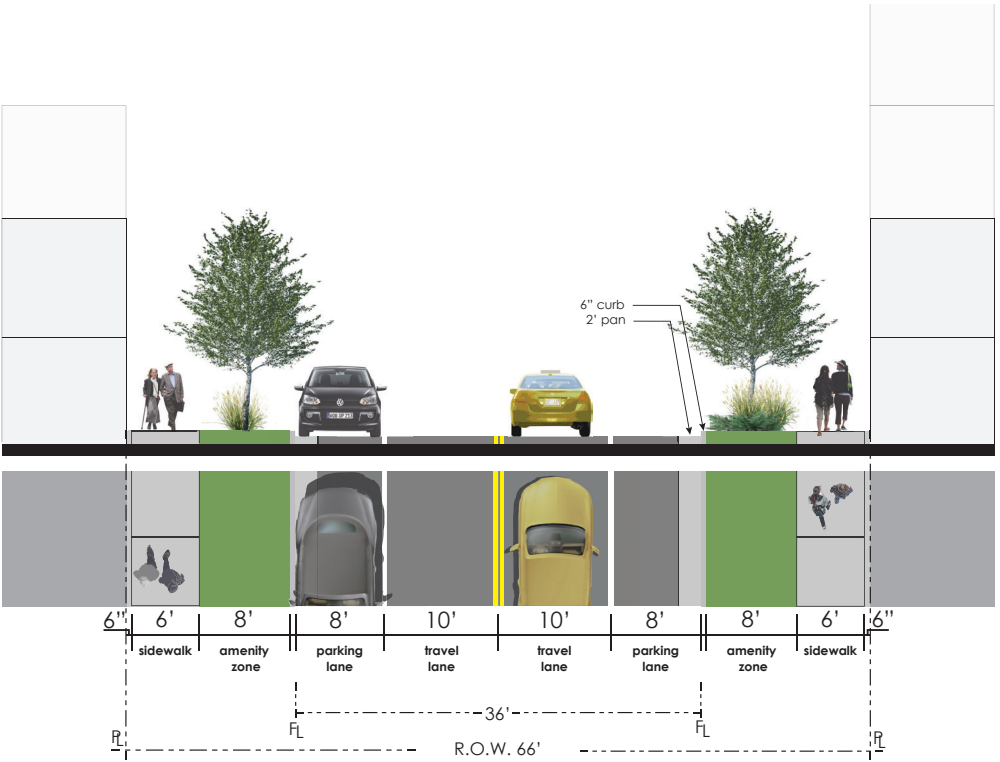 6” curb
2’ pan
6” 6’ 8’ 8’ 10’ 10’ 8’ 8’ 6’ 6”
sidewalk amenity zone parking lane travel lane travel lane parking lane amenity zone sidewalk
36’
FL FL
PL R.O.W. 66’ PL